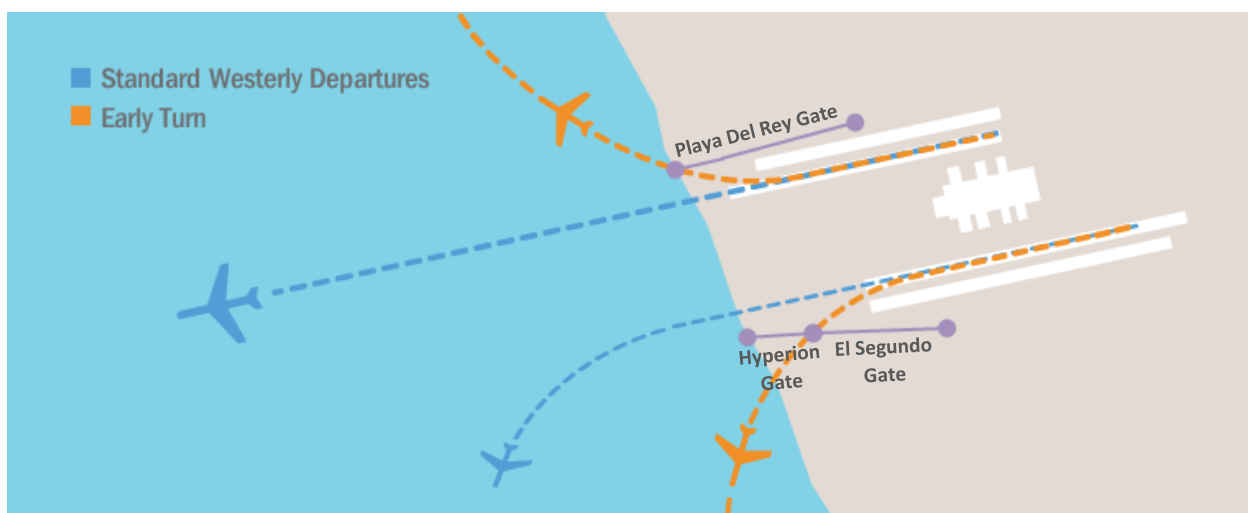 Standard Westerly Departures
Early Turn
Playa Del Rey Gate
Hyperion
Gate
El Segundo
Gate